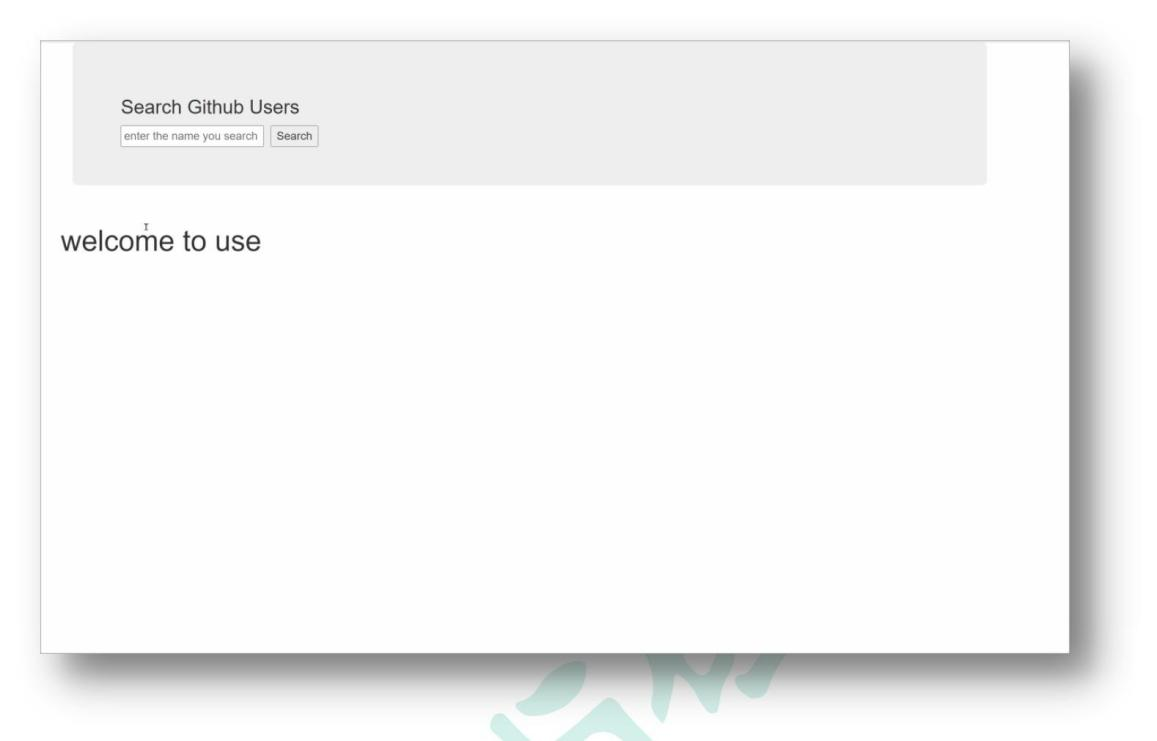 Search Github Users
enter the name you search Search
welcome to use